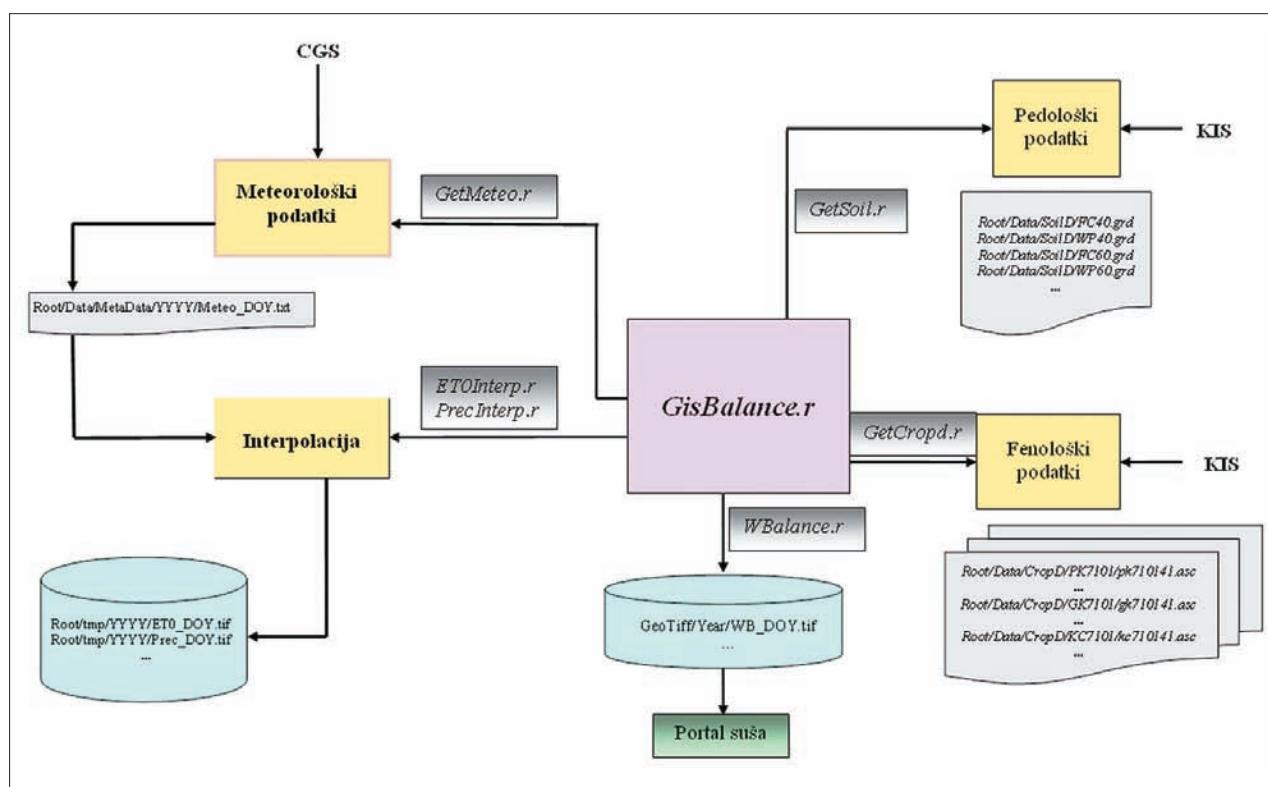 CGS
Meteorološki
podatki
GetMeteo.r
Root/Data/MetaData/YYYY/Meteo_DOY.txt
ETOInterp.r
PrecInterp.r
Interpolacija
Root/tmp/YYYY/ET0_DOY.tif
Root/tmp/YYYY/Prec_DOY.tif
...
GisBalance.r
WBalance.r
GeoTiff/Year/WB_DOY.tif
...
Portal suša
GetSoil.r
Pedološki
podatki
KIS
Root/Data/SoilD/FC40.grd
Root/Data/SoilD/WP40.grd
Root/Data/SoilD/FC60.grd
Root/Data/SoilD/WP60.grd
...
GetCropd.r
Fenološki
podatki
KIS
Root/Data/CropD/PK7101/pk710141.asc
...
Root/Data/CropD/GK7101/gk710141.asc
...
Root/Data/CropD/KC7101/kc710141.asc
...